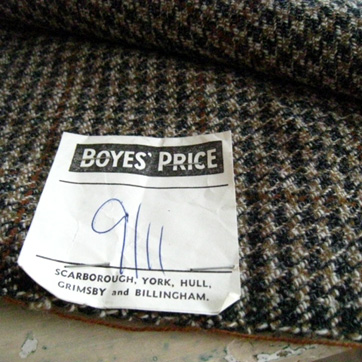 BOYES' PRICE
9/11
SCARBOROUGH, YORK, HULL,
GRIMSBY and BILLINGHAM.